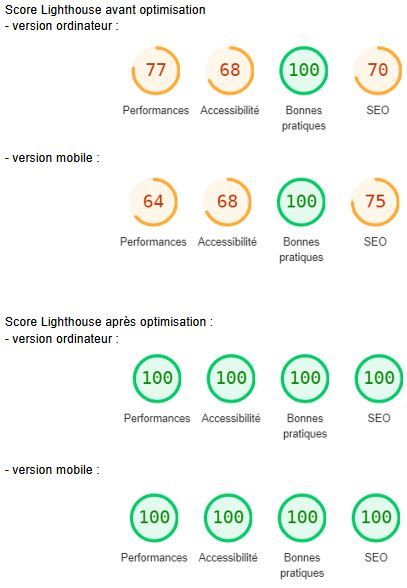 Score Lighthouse avant optimisation
- version ordinateur :
77 68 100 70
Performances Accessibilité Bonnes pratiques SEO
- version mobile :
64 68 100 75
Performances Accessibilité Bonnes pratiques SEO
Score Lighthouse après optimisation :
- version ordinateur :
100 100 100 100
Performances Accessibilité Bonnes pratiques SEO
- version mobile :
100 100 100 100
Performances Accessibilité Bonnes pratiques SEO